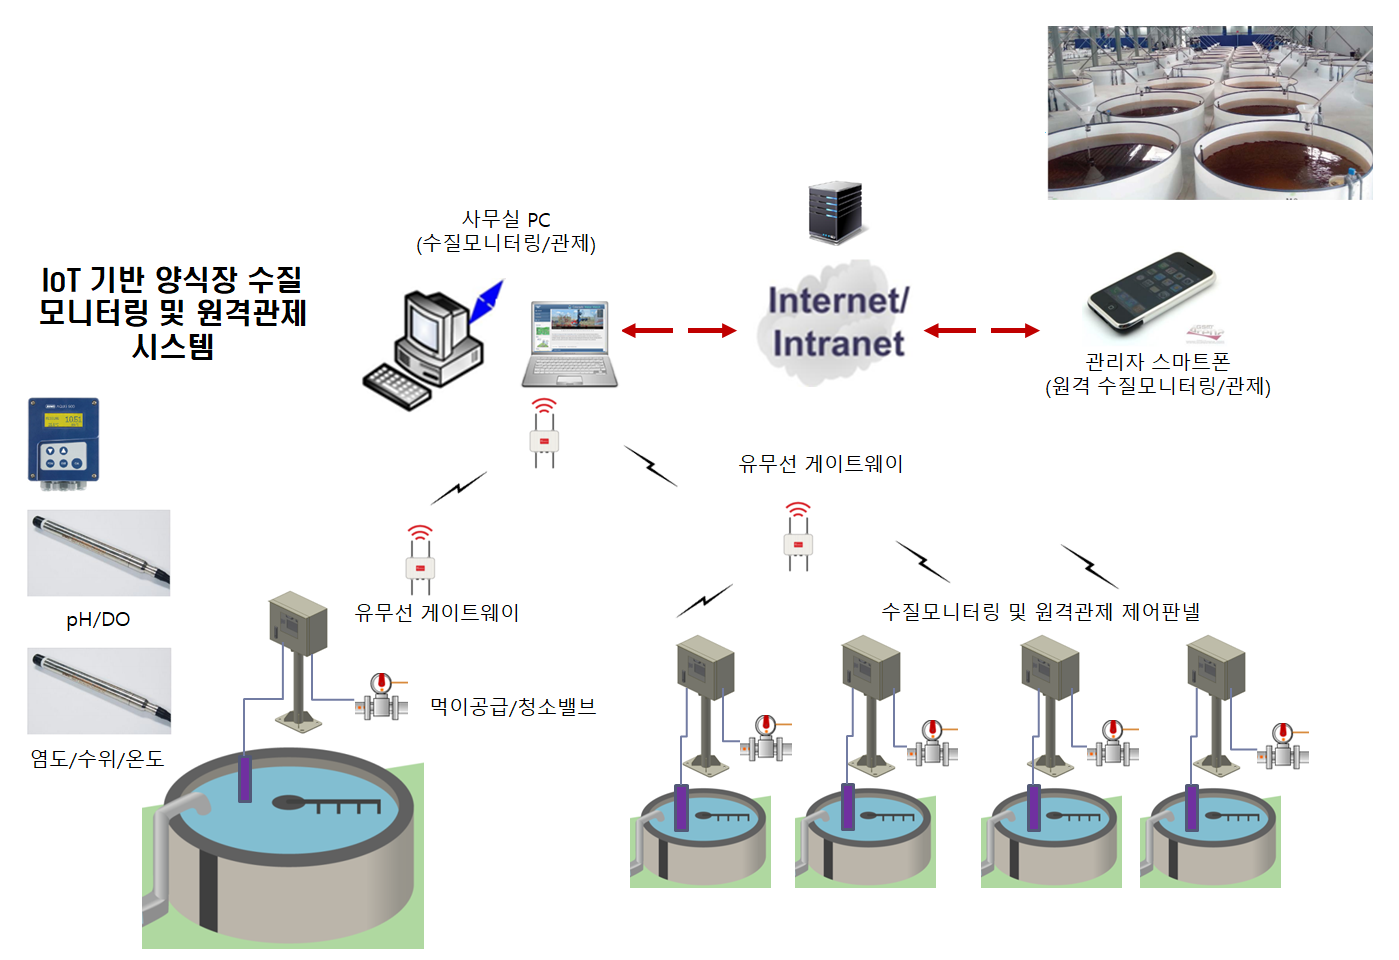 사무실 PC
(수질모니터링/관제)
IoT 기반 양식장 수질
모니터링 및 원격관제
시스템
Internet/
Intranet
관리자 스마트폰
(원격 수질모니터링/관제)
유무선 게이트웨이
유무선 게이트웨이
수질모니터링 및 원격관제 제어판넬
pH/DO
먹이공급/청소밸브
염도/수위/온도